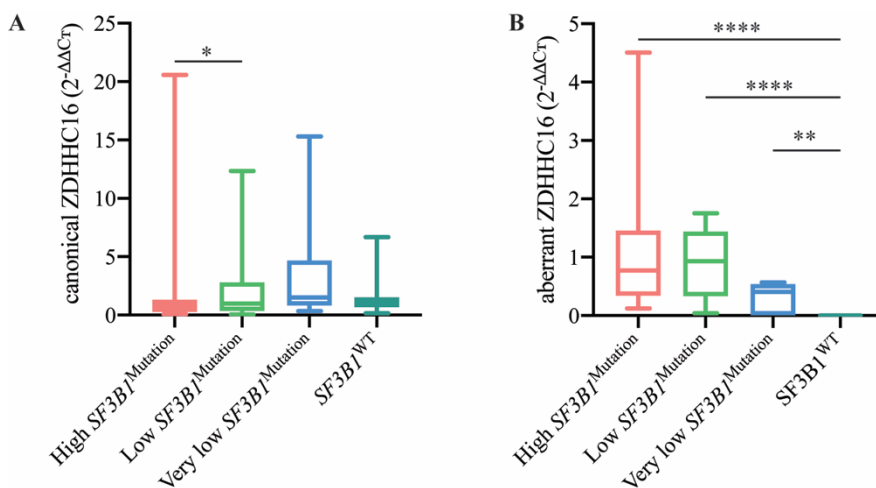 A
canonical ZDHHC16 (2-ΔΔCT)
25
20
15
10
5
0
*
High SF3B1Mutation
Low SF3B1Mutation
Very low SF3B1Mutation
SF3B1WT
B
aberrant ZDHHC16 (2-ΔΔCT)
5
4
3
2
1
0
****
****
**
High SF3B1Mutation
Low SF3B1Mutation
Very low SF3B1Mutation
SF3B1WT